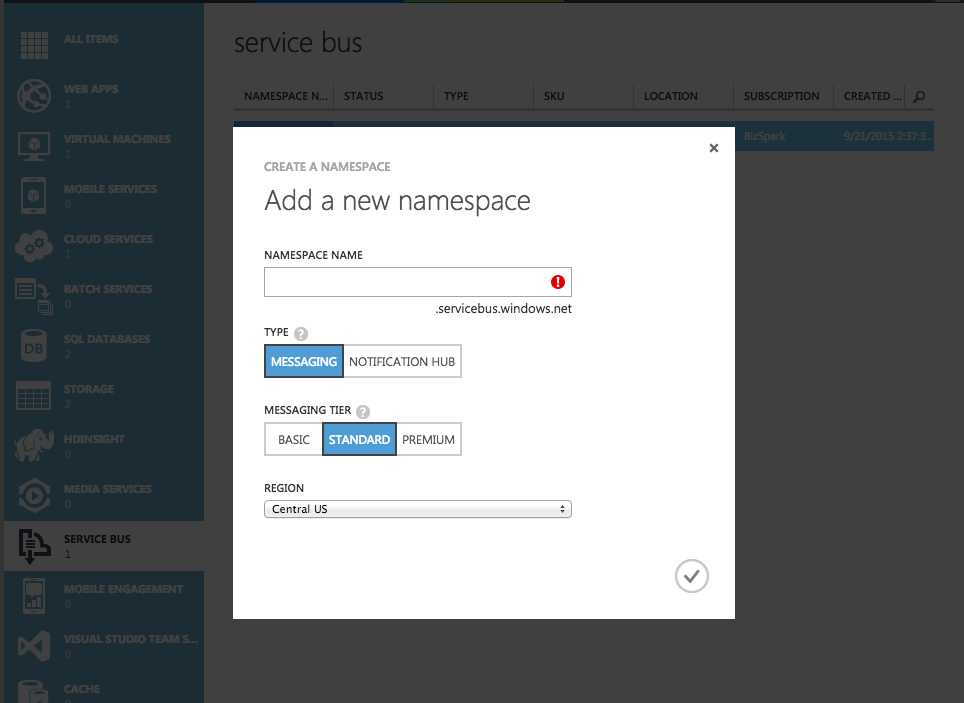 ALL ITEMS
WEB APPS
1
VIRTUAL MACHINES
1
MOBILE SERVICES
0
CLOUD SERVICES
1
BATCH SERVICES
0
DB
SQL DATABASES
2
STORAGE
2
HDINSIGHT
0
MEDIA SERVICES
0
SERVICE BUS
1
MOBILE ENGAGEMENT
0
VISUAL STUDIO TEAM S...
0
CACHE
service bus
NAMESPACE N... STATUS TYPE SKU LOCATION SUBSCRIPTION CREATED ...
BizSpark 9/21/2015 2:37:3...
CREATE A NAMESPACE
Add a new namespace
NAMESPACE NAME
.servicebus.windows.net
TYPE ?
MESSAGING NOTIFICATION HUB
MESSAGING TIER ?
BASIC STANDARD PREMIUM
REGION
Central US